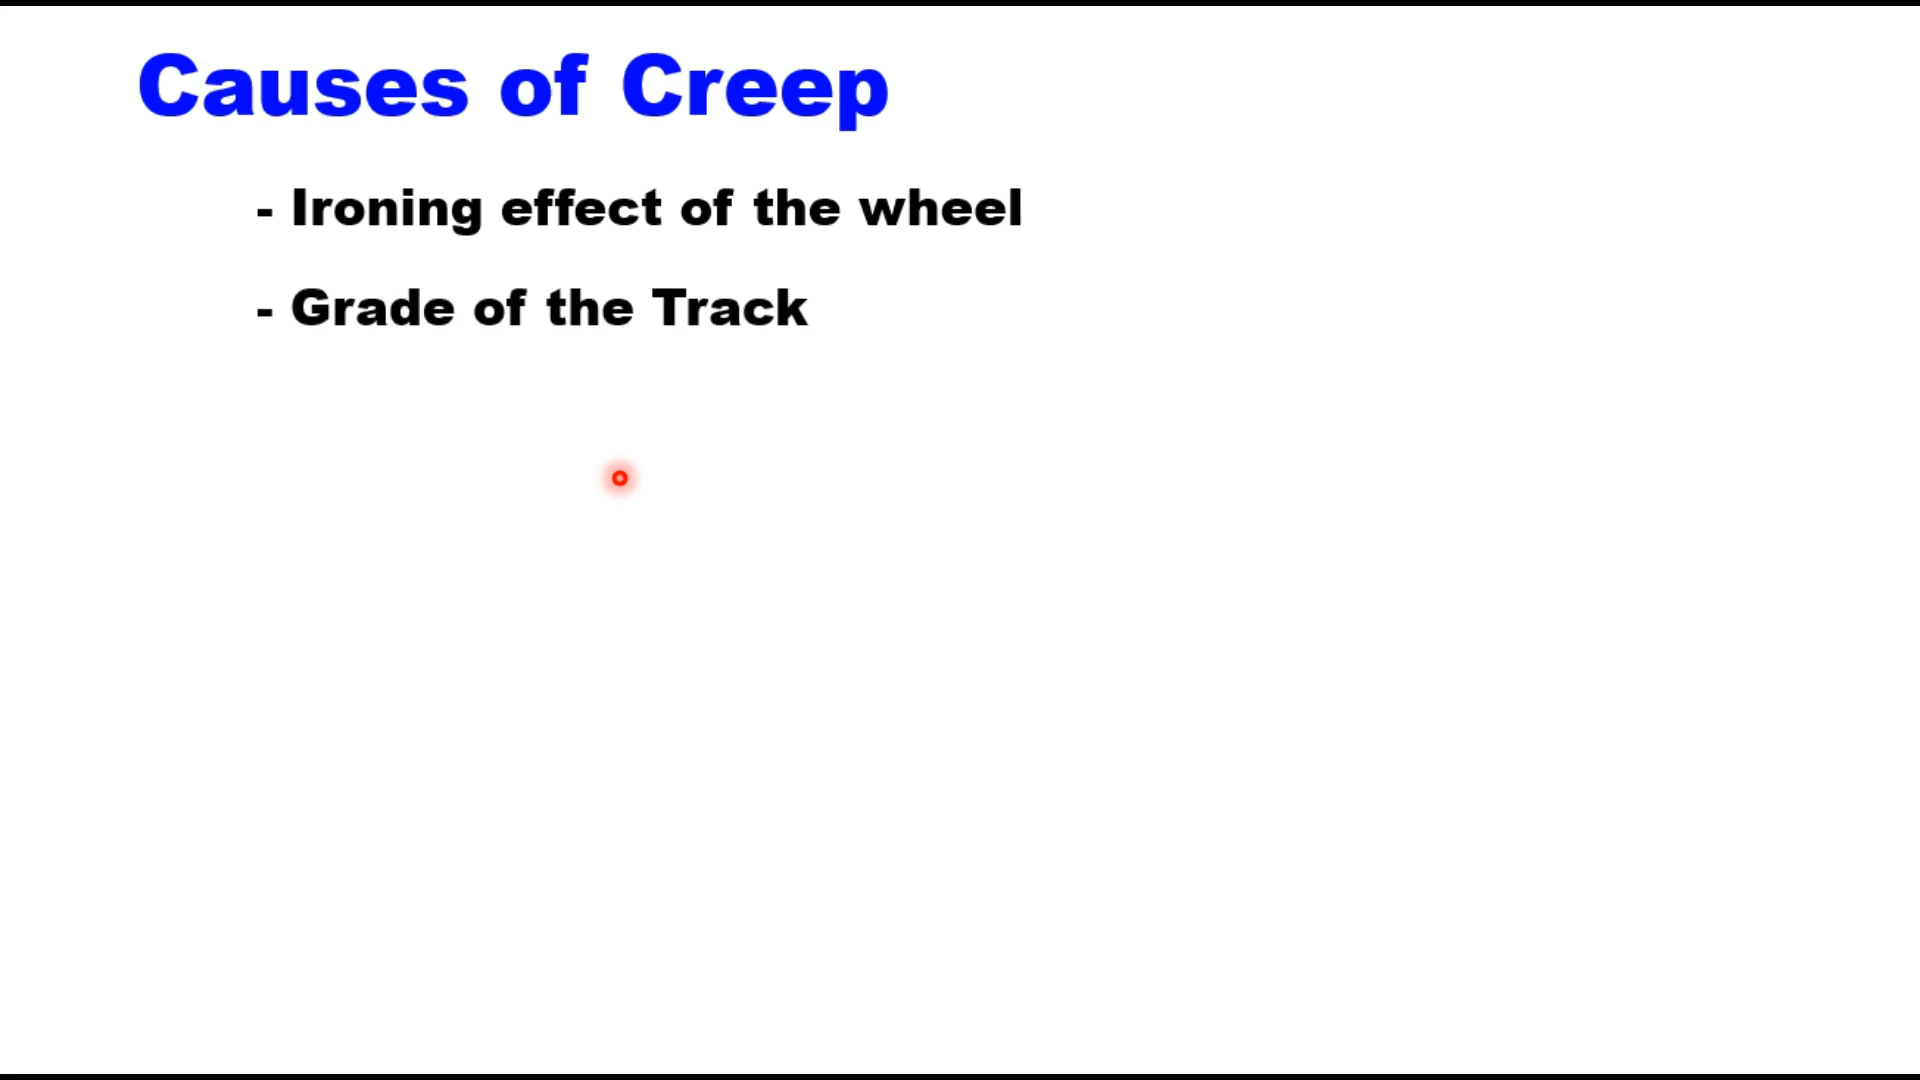 Causes of Creep
- Ironing effect of the wheel
- Grade of the Track